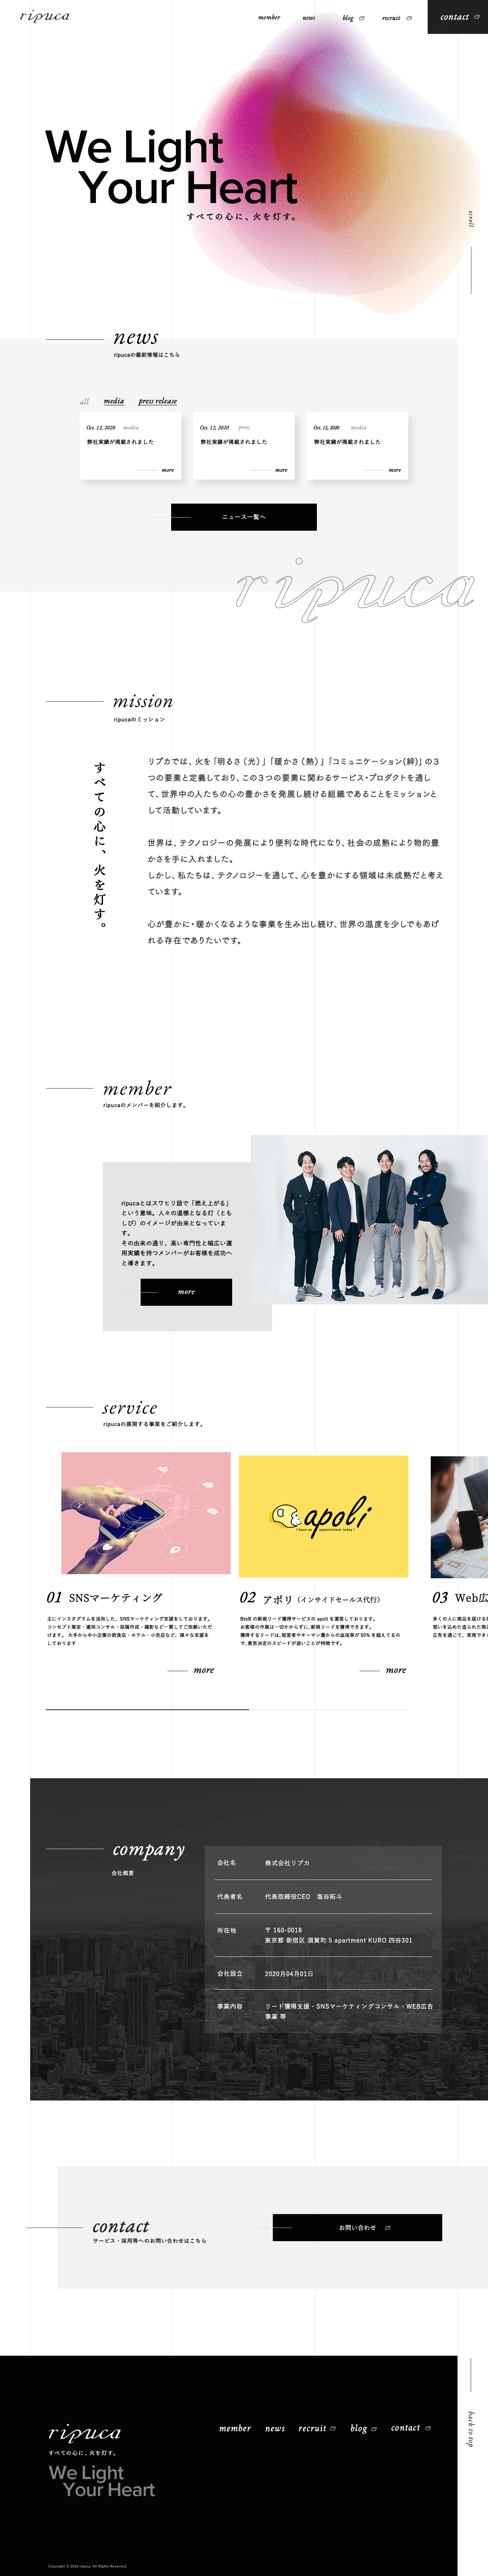 ripuca
member
news
blog
recruit
contact
We Light
Your Heart
すべての心に、火を灯す。
scroll
news
ripucaの最新情報はこちら
all
media
press release
Oct. 12, 2020 media
弊社実績が掲載されました
more
Oct. 12, 2020 press
弊社実績が掲載されました
more
Oct. 12, 2020 media
弊社実績が掲載されました
more
ニュース一覧へ
ripuca
mission
ripucaのミッション
すべての心に、火を灯す。
リプカでは、火を「明るさ（光）」「暖かさ（熱）」「コミュニケーション(絆)」の３
つの要素と定義しており、この３つの要素に関わるサービス・プロダクトを通し
て、世界中の人たちの心の豊かさを発展し続ける組織であることをミッションと
して活動しています。
世界は、テクノロジーの発展により便利な時代になり、社会の成熟により物的豊
かさを手に入れました。
しかし、私たちは、テクノロジーを通して、心を豊かにする領域は未成熟だと考え
ています。
心が豊かに・暖かくなるような事業を生み出し続け、世界の温度を少しでもあげ
れる存在でありたいです。
member
ripucaのメンバーを紹介します。
ripucaとはスワヒリ語で「燃え上がる」
という意味。人々の道標となる灯（とも
しび）のイメージが由来となっていま
す。
その由来の通り、高い専門性と幅広い運
用実績を持つメンバーがお客様を成功へ
と導きます。
more
service
ripucaの展開する事業をご紹介します。
apoli
I have an appointment today !
01 SNSマーケティング
主にインスタグラムを活用した、SNSマーケティング支援をしております。
コンセプト策定・運用コンサル・投稿作成・撮影など一貫してご依頼いただ
けます。 大手から中小企業の飲食店・ホテル・小売店など、様々な支援を
しております
more
02 アポリ（インサイドセールス代行）
BtoB の新規リード獲得サービスの apoli を運営しております。
お客様の作業は一切かからずに、新規リードを獲得できます。
獲得するリードは、経営者やキーマン層からの返信率が 50% を超えてるの
で、意思決定のスピードが速いことが特徴です。
more
03 Web広
多くの人に商品を届ける
想いを込めた造られた商品
広告を通じて、実現できる
company
会社概要
会社名 株式会社リプカ
代表者名 代表取締役CEO 塩谷拓斗
所在地 〒 160-0018
東京都 新宿区 須賀町 5 apartment KURO 四谷301
会社設立 2020月04月01日
事業内容 リード獲得支援・SNSマーケティングコンサル・WEB広告
事業 等
contact
サービス・採用等へのお問い合わせはこちら
お問い合わせ
back to top
ripuca
すべての心に、火を灯す。
We Light
Your Heart
member
news
recruit
blog
contact
Copyright © 2020 ripuca. All Rights Reserved.